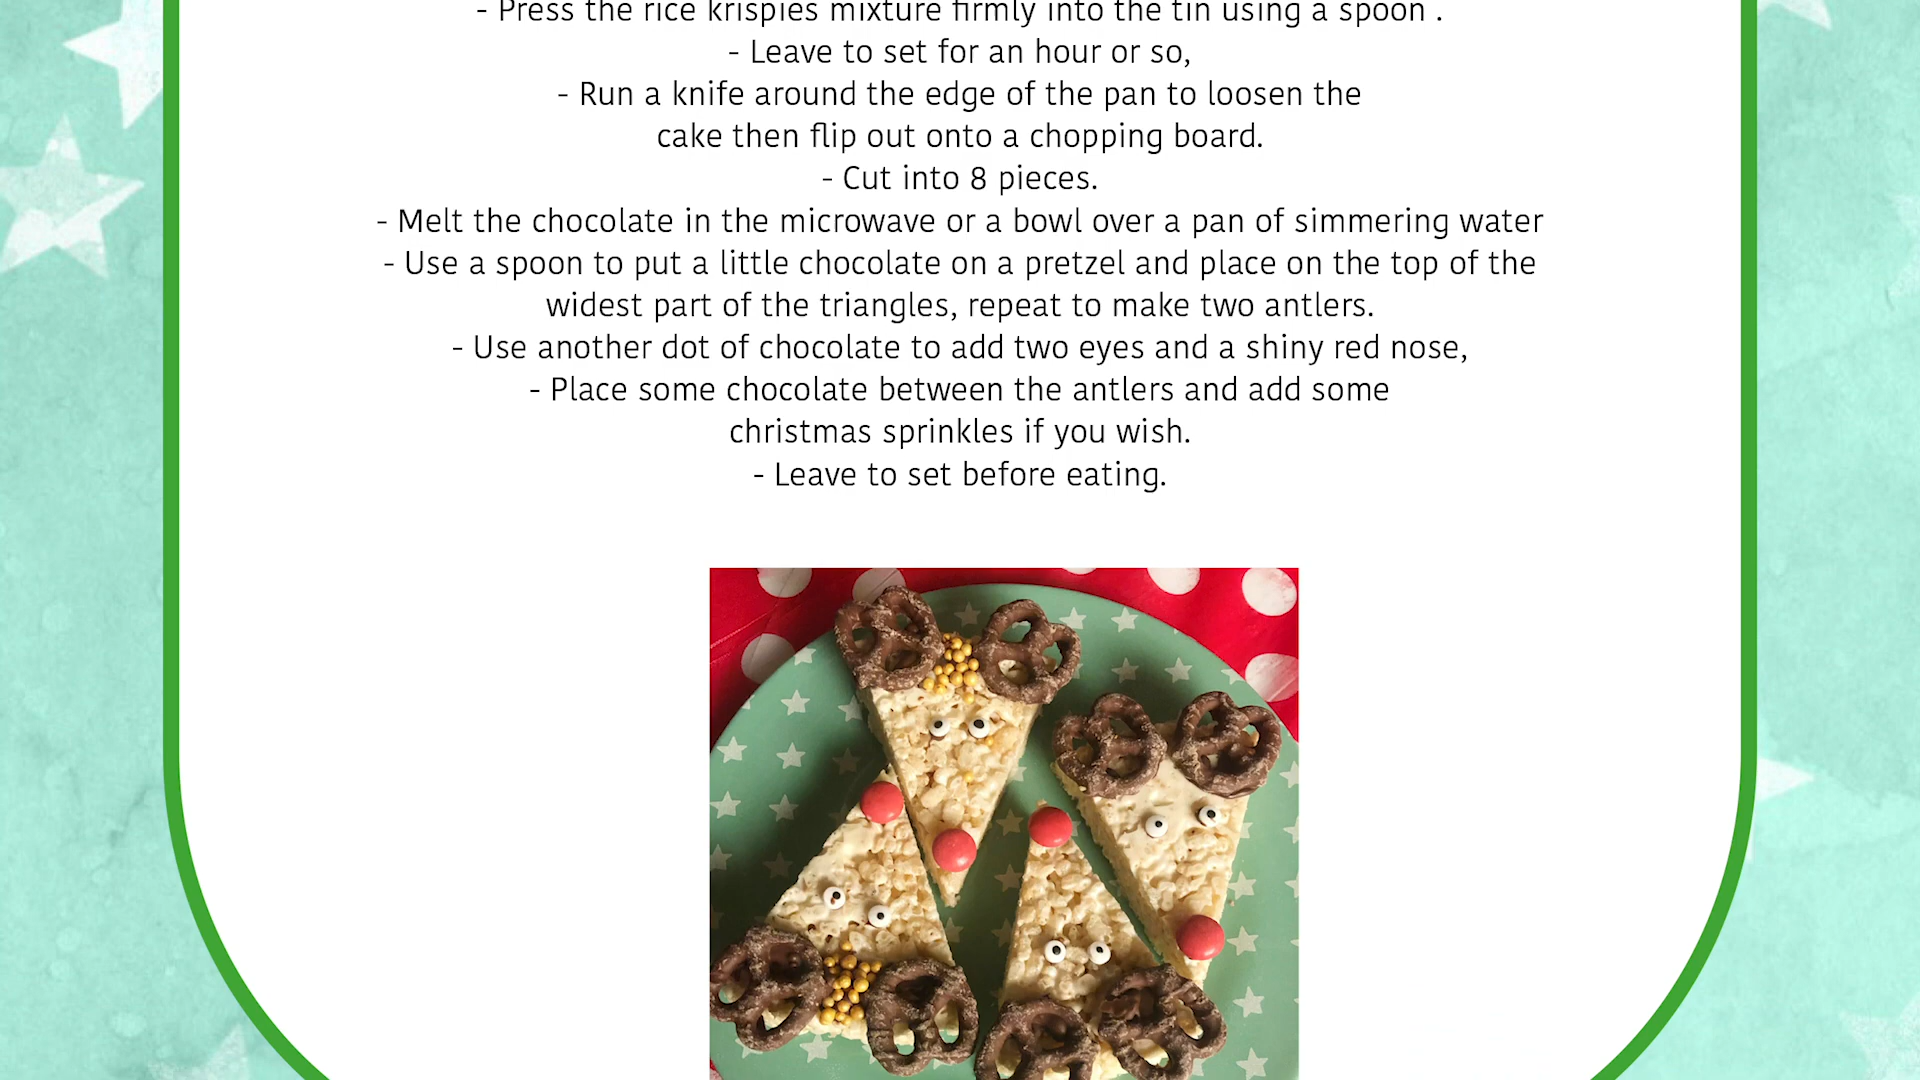 - Press the rice krispies mixture firmly into the tin using a spoon .
- Leave to set for an hour or so,
- Run a knife around the edge of the pan to loosen the
cake then flip out onto a chopping board.
- Cut into 8 pieces.
- Melt the chocolate in the microwave or a bowl over a pan of simmering water
- Use a spoon to put a little chocolate on a pretzel and place on the top of the
widest part of the triangles, repeat to make two antlers.
- Use another dot of chocolate to add two eyes and a shiny red nose,
- Place some chocolate between the antlers and add some
christmas sprinkles if you wish.
- Leave to set before eating.